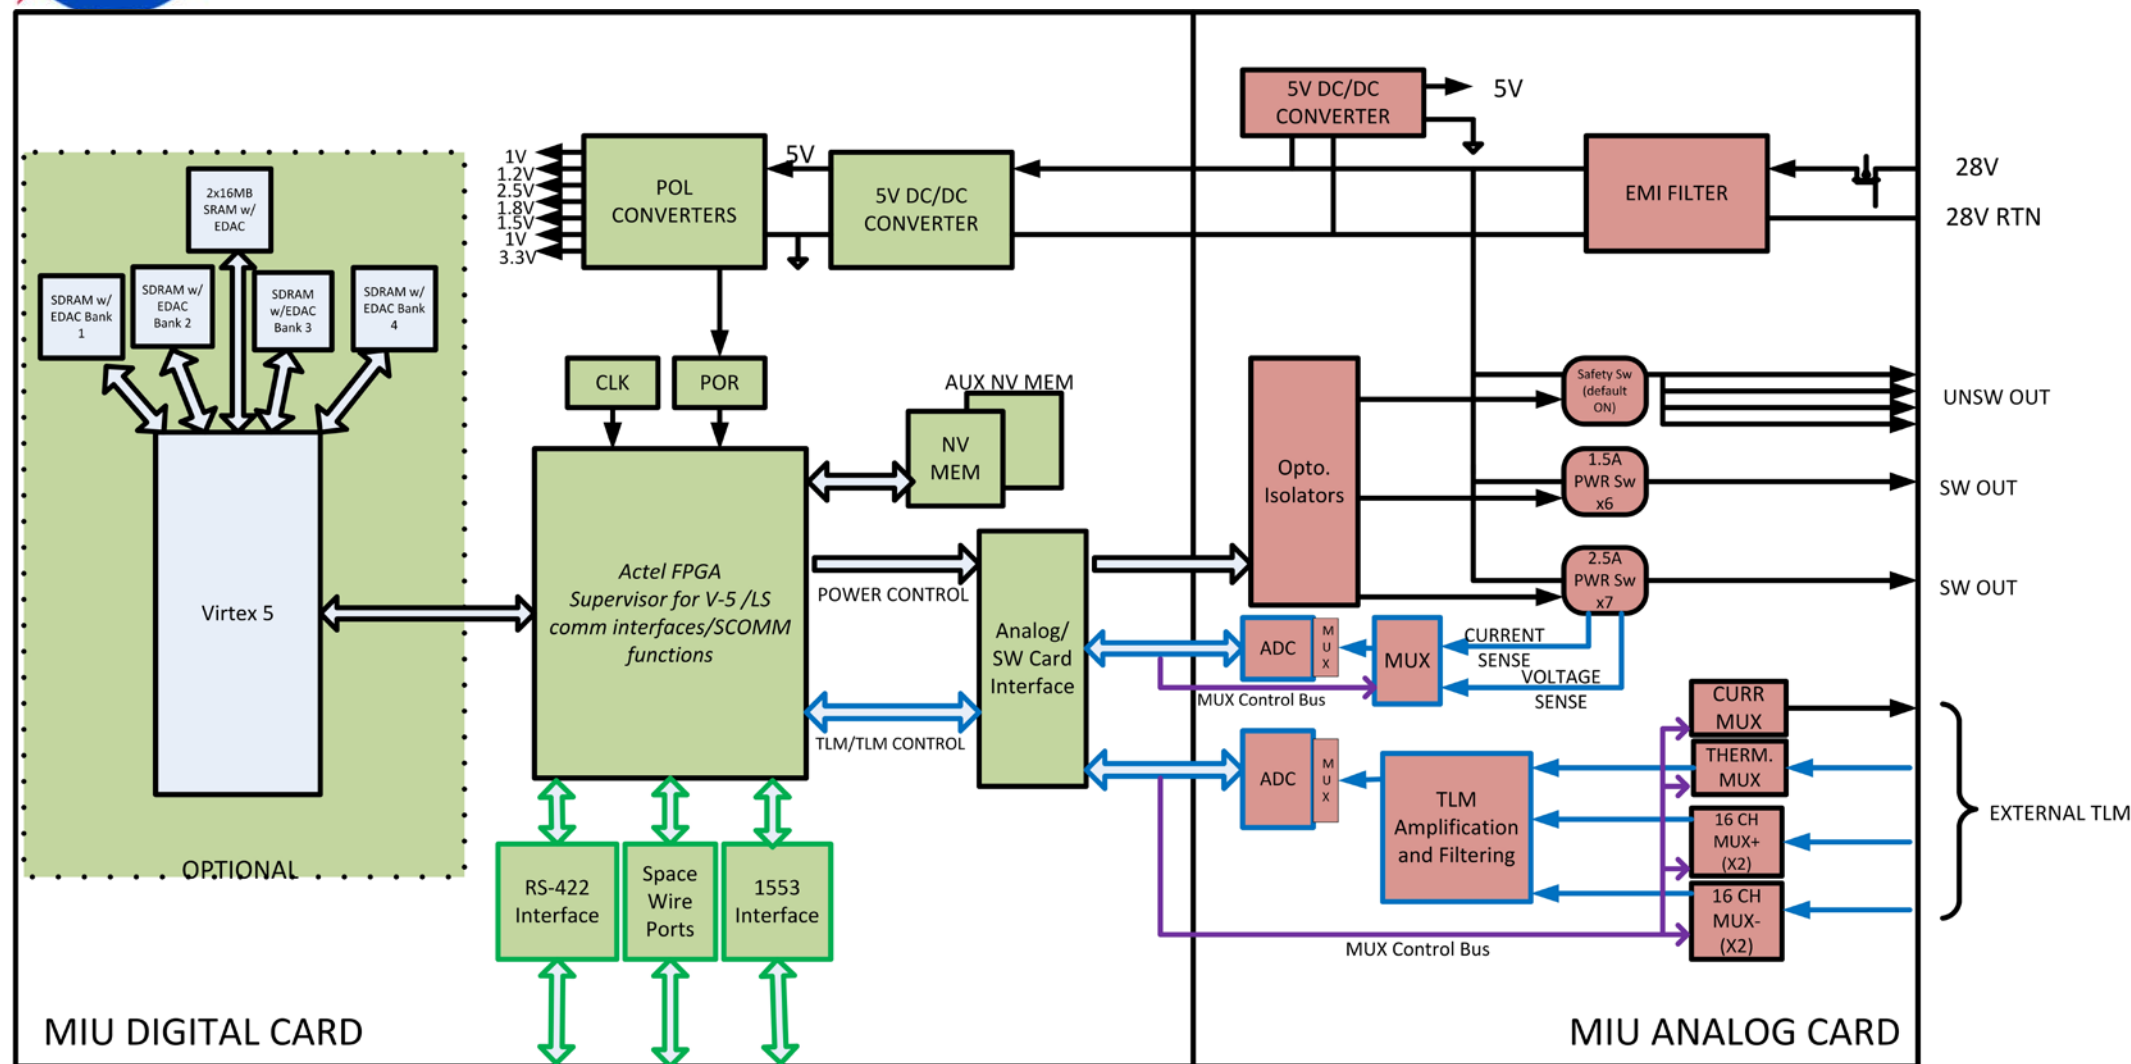 5V DC/DC
CONVERTER
5V
28V
28V RTN
EMI FILTER
5V
POL
CONVERTERS
5V DC/DC
CONVERTER
1V
1.2V
2.5V
1.8V
1.5V
1V
3.3V
2x16MB
SRAM w/
EDAC
SDRAM w/
EDAC Bank
1
SDRAM w/
EDAC
Bank 2
SDRAM
w/EDAC
Bank 3
SDRAM w/
EDAC Bank
4
CLK
POR
AUX NV MEM
NV
MEM
Virtex 5
OPTIONAL
Actel FPGA
Supervisor for V-5 /LS
comm interfaces/SCOMM
functions
POWER CONTROL
TLM/TLM CONTROL
Analog/
SW Card
Interface
RS-422
Interface
Space
Wire
Ports
1553
Interface
MIU DIGITAL CARD
Opto.
Isolators
Safety Sw
(default
ON)
UNSW OUT
1.5A
PWR Sw
x6
SW OUT
2.5A
PWR Sw
x7
SW OUT
ADC
M
U
X
MUX
CURRENT
SENSE
VOLTAGE
SENSE
MUX Control Bus
ADC
M
U
X
TLM
Amplification
and Filtering
CURR
MUX
THERM.
MUX
16 CH
MUX+
(X2)
16 CH
MUX-
(X2)
EXTERNAL TLM
MUX Control Bus
MIU ANALOG CARD